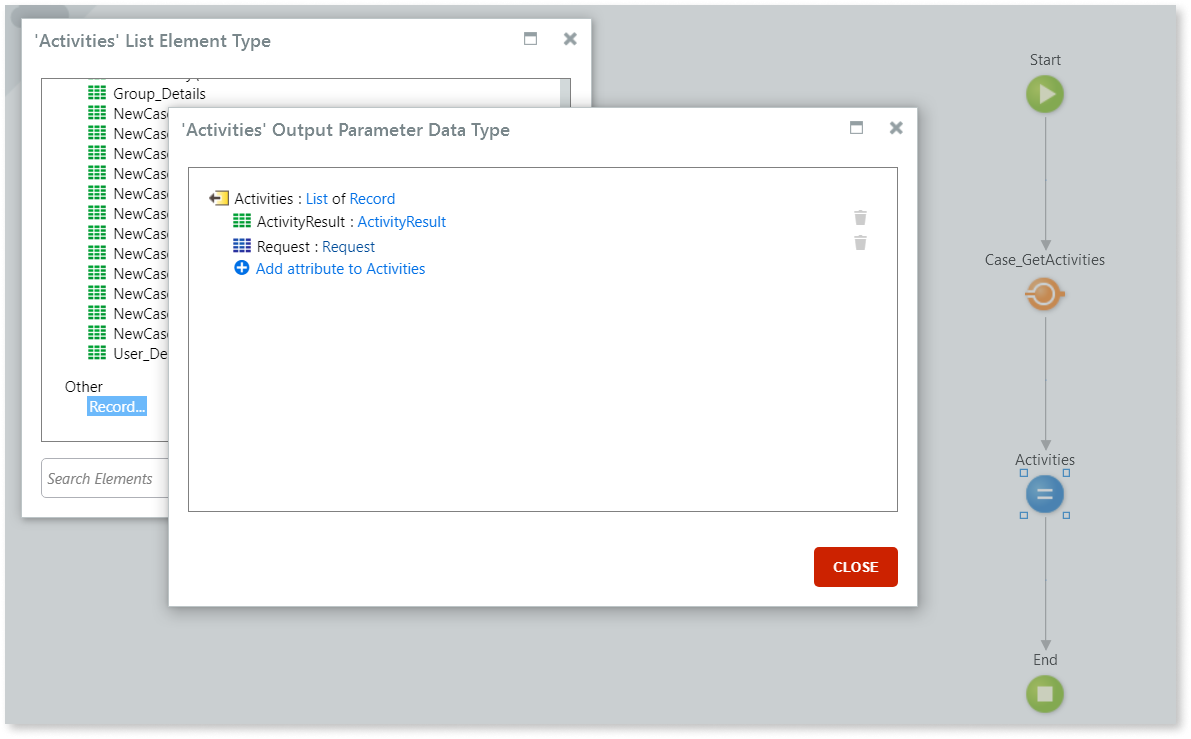 'Activities' List Element Type
Group_Details
NewCase
NewCase
NewCase
NewCase
NewCase
NewCase
NewCase
NewCase
NewCase
NewCase
NewCase
NewCase
User_De
Other
Record...
Search Elements
'Activities' Output Parameter Data Type
Activities : List of Record
ActivityResult : ActivityResult
Request : Request
Add attribute to Activities
CLOSE
Start
Case_GetActivities
Activities
End